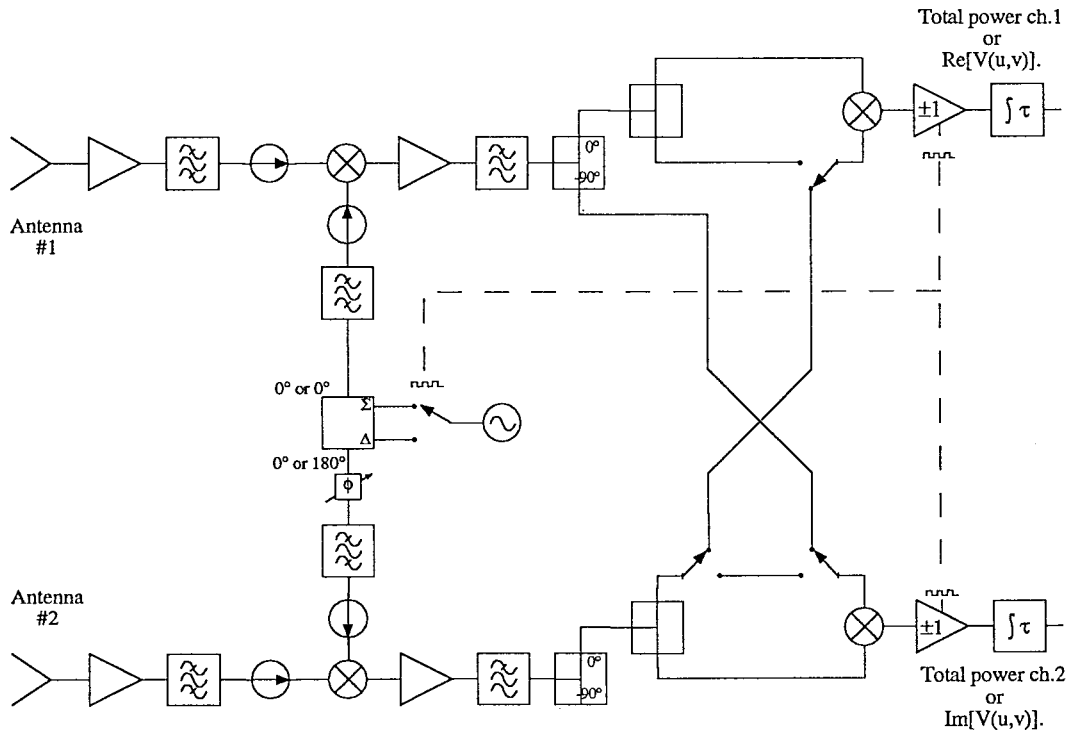 Total power ch.1
or
Re[V(u,v)].
±1
∫ τ
0°
-90°
Antenna
#1
0° or 0°
Σ
Δ
0° or 180°
ϕ
Antenna
#2
0°
-90°
±1
∫ τ
Total power ch.2
or
Im[V(u,v)].